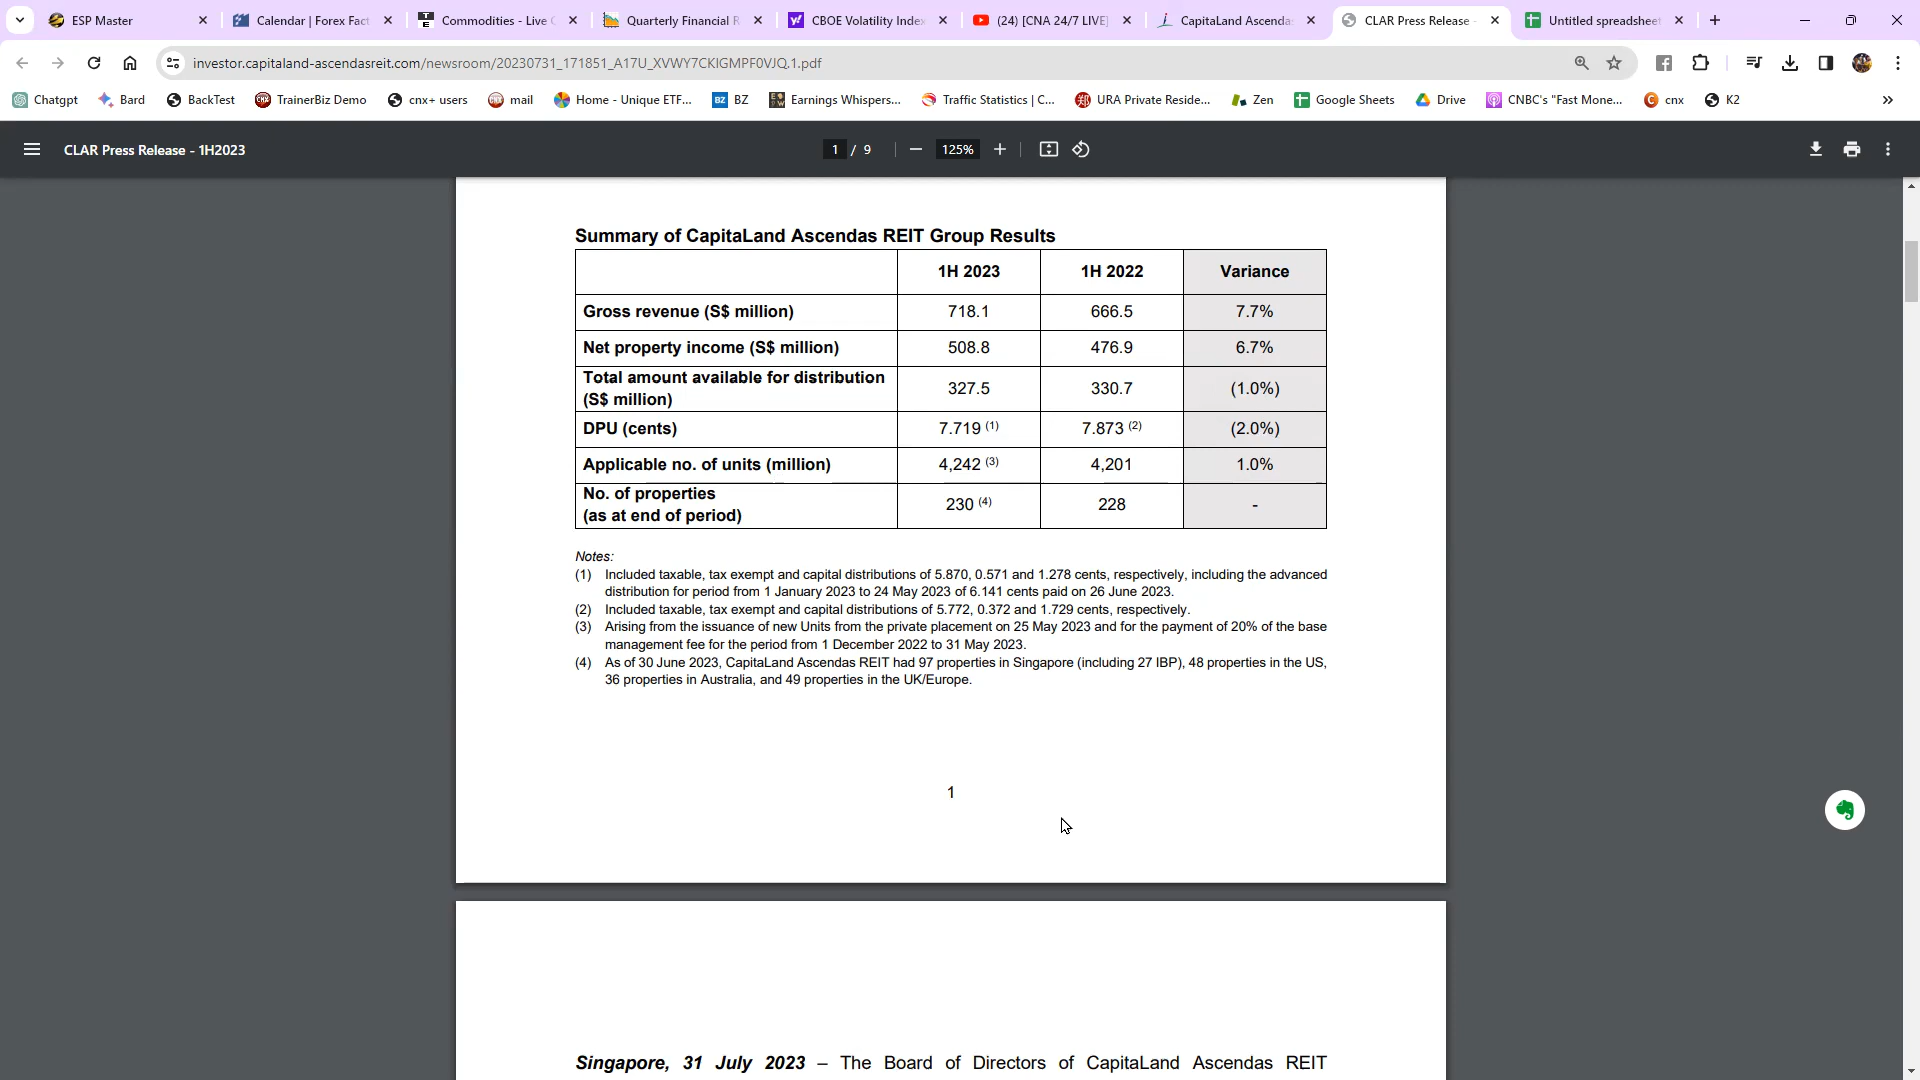 ESP Master
Calendar | Forex Fact
Commodities - Live C
Quarterly Financial R
CBOE Volatility Index
(24) [CNA 24/7 LIVE]
CapitaLand Ascendas
CLAR Press Release -
Untitled spreadsheet
investor.capitaland-ascendasreit.com/newsroom/20230731_171851_A17U_XVWY7CKIGMPF0VJQ.1.pdf
Chatgpt
Bard
BackTest
TrainerBiz Demo
cnx+ users
mail
Home - Unique ETF...
BZ BZ
Earnings Whispers...
Traffic Statistics | C...
URA Private Reside...
Zen
Google Sheets
Drive
CNBC's "Fast Mone...
cnx
K2
CLAR Press Release - 1H2023
1 / 9
125%
Summary of CapitaLand Ascendas REIT Group Results
1H 2023 1H 2022 Variance
Gross revenue (S$ million) 718.1 666.5 7.7%
Net property income (S$ million) 508.8 476.9 6.7%
Total amount available for distribution
(S$ million) 327.5 330.7 (1.0%)
DPU (cents) 7.719 (1) 7.873 (2) (2.0%)
Applicable no. of units (million) 4,242 (3) 4,201 1.0%
No. of properties
(as at end of period) 230 (4) 228 -
Notes:
(1) Included taxable, tax exempt and capital distributions of 5.870, 0.571 and 1.278 cents, respectively, including the advanced
distribution for period from 1 January 2023 to 24 May 2023 of 6.141 cents paid on 26 June 2023.
(2) Included taxable, tax exempt and capital distributions of 5.772, 0.372 and 1.729 cents, respectively.
(3) Arising from the issuance of new Units from the private placement on 25 May 2023 and for the payment of 20% of the base
management fee for the period from 1 December 2022 to 31 May 2023.
(4) As of 30 June 2023, CapitaLand Ascendas REIT had 97 properties in Singapore (including 27 IBP), 48 properties in the US,
36 properties in Australia, and 49 properties in the UK/Europe.
1
Singapore, 31 July 2023 – The Board of Directors of CapitaLand Ascendas REIT